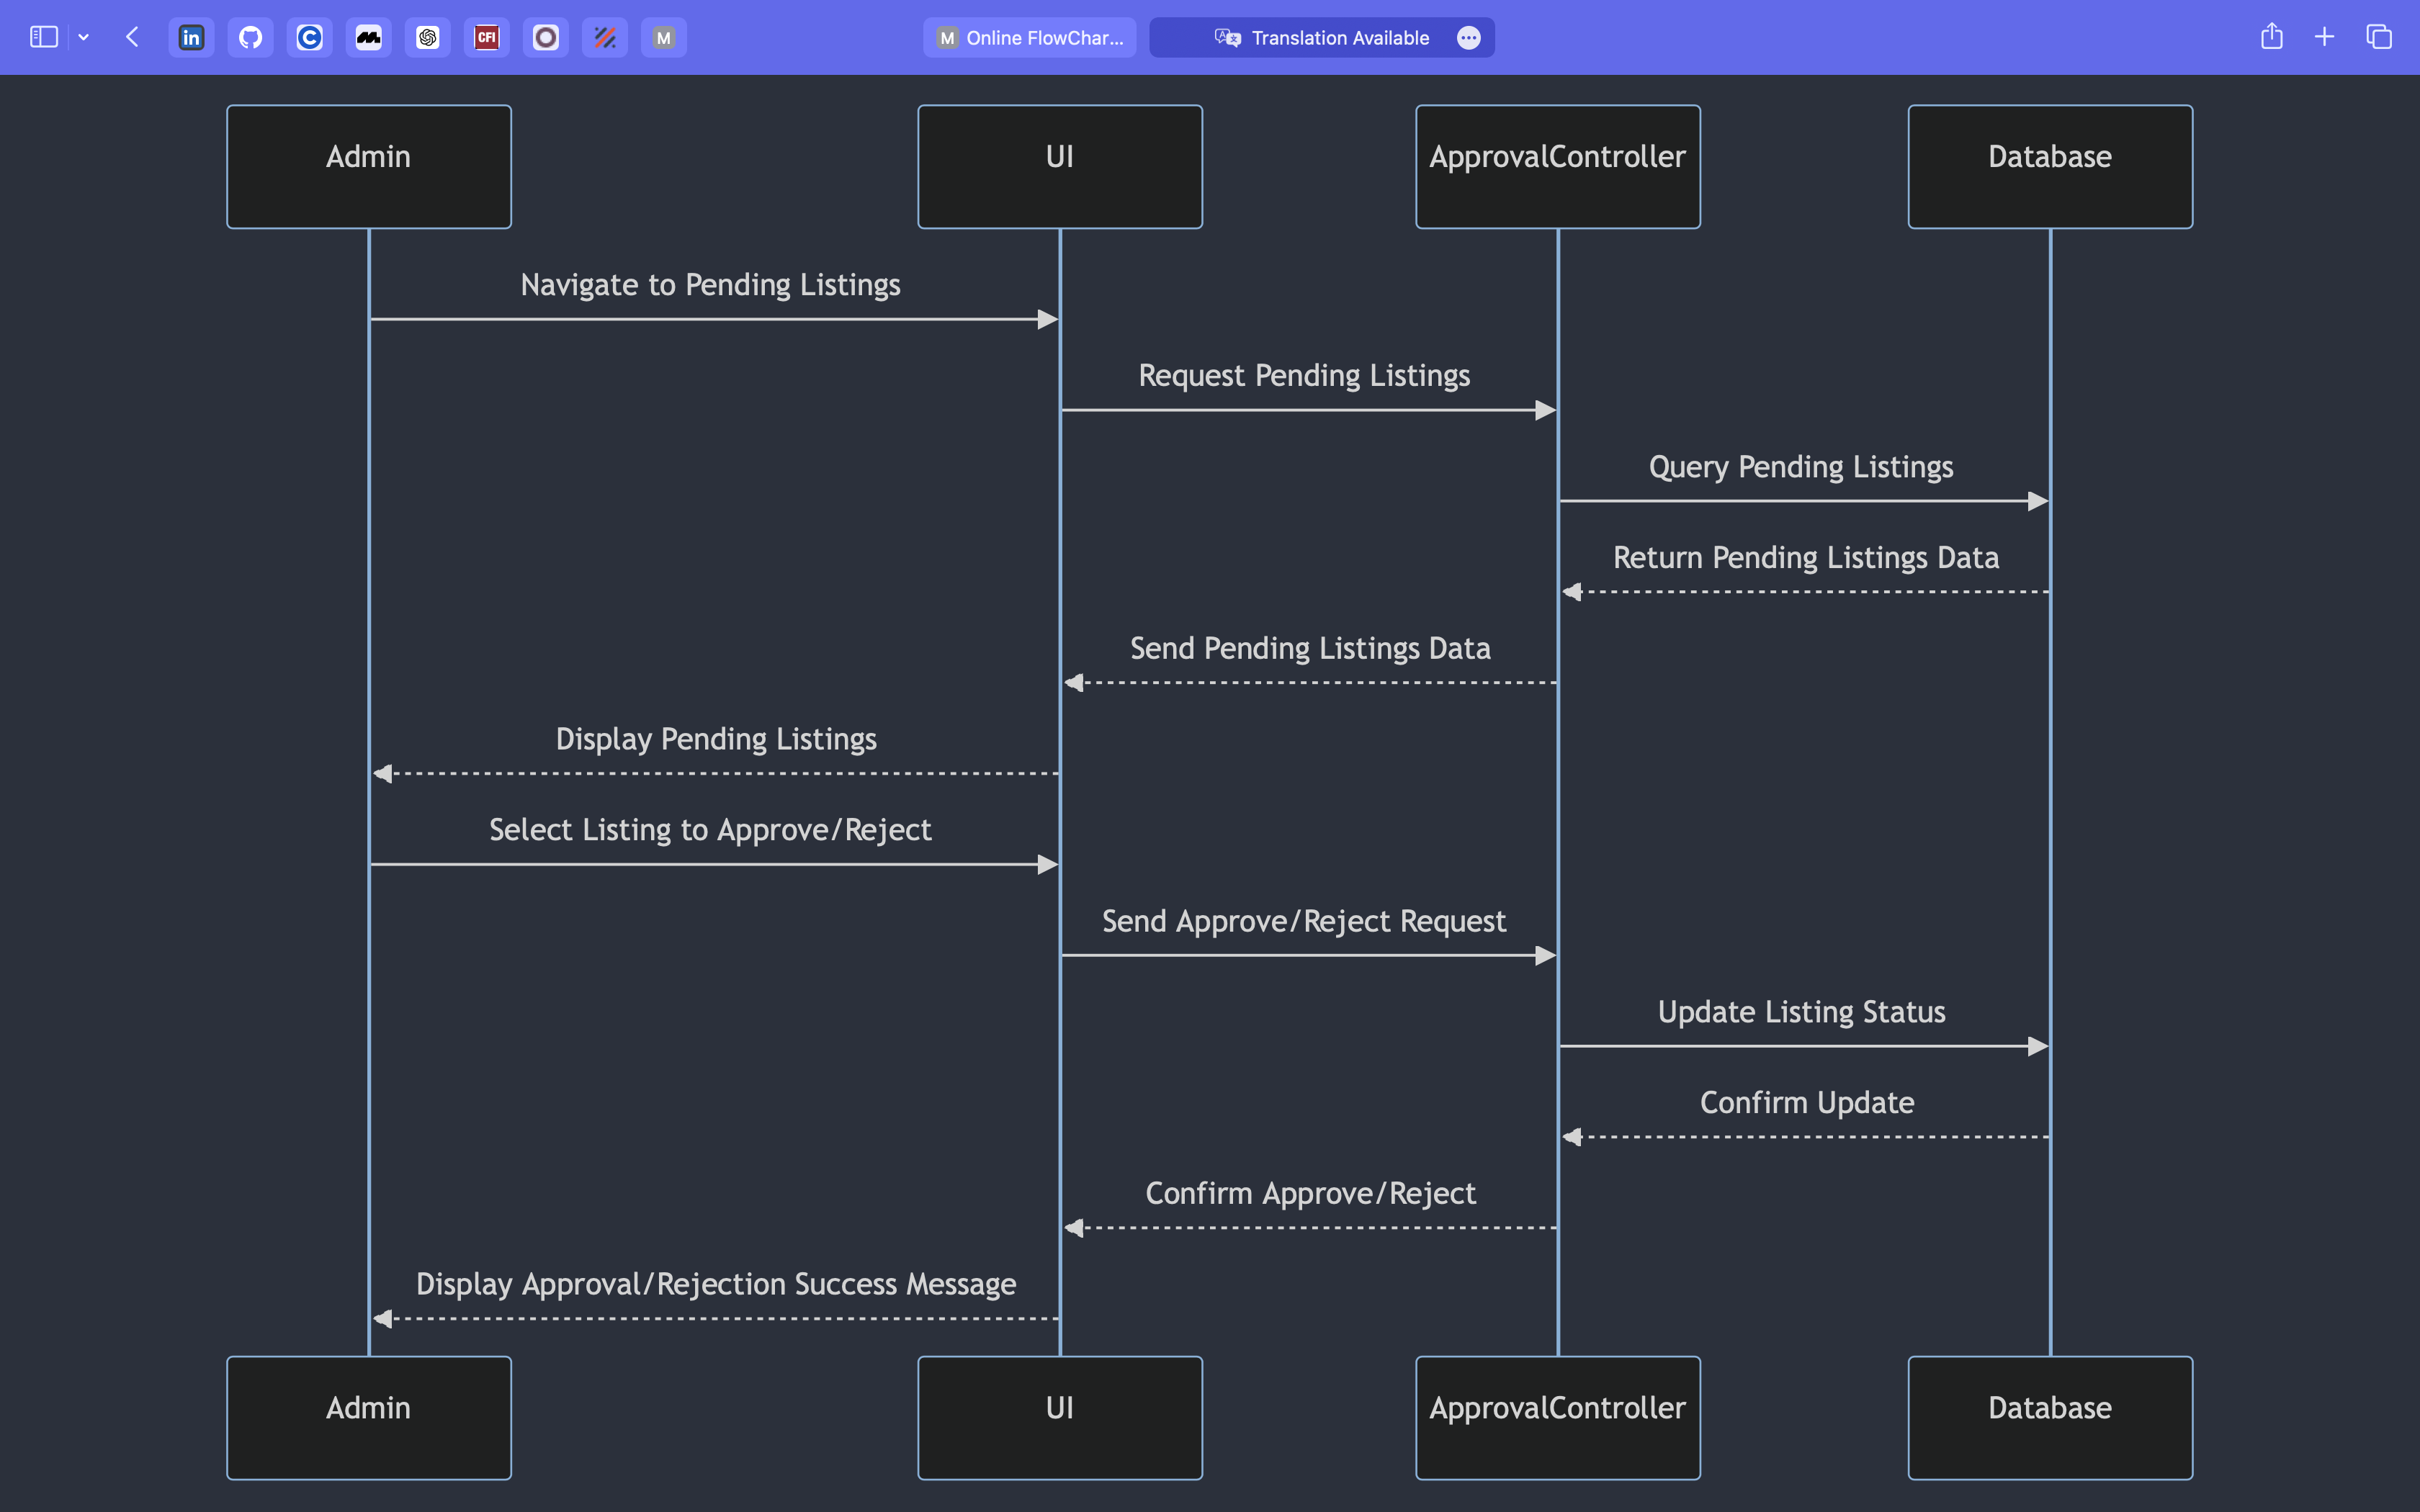 in
C
CFI
M
M Online FlowChar...
Translation Available
Admin
UI
ApprovalController
Database
Navigate to Pending Listings
Request Pending Listings
Query Pending Listings
Return Pending Listings Data
Send Pending Listings Data
Display Pending Listings
Select Listing to Approve/Reject
Send Approve/Reject Request
Update Listing Status
Confirm Update
Confirm Approve/Reject
Display Approval/Rejection Success Message
Admin
UI
ApprovalController
Database